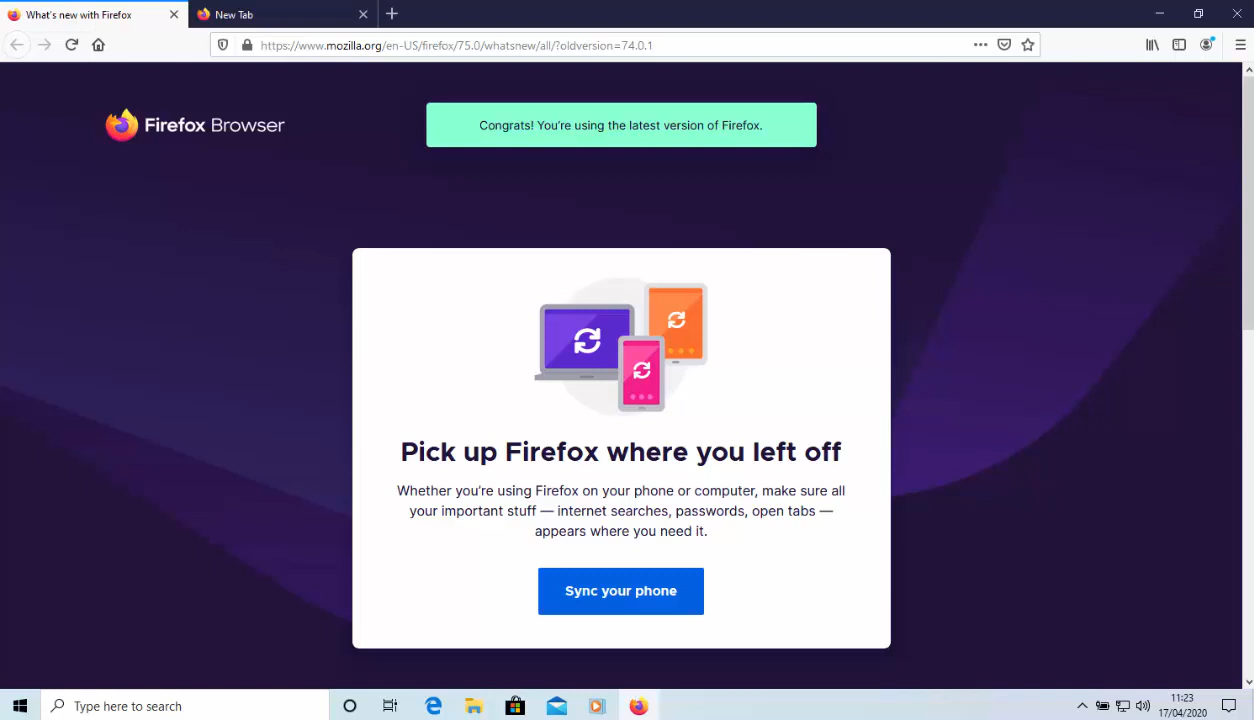 What's new with Firefox
New Tab
https://www.mozilla.org/en-US/firefox/75.0/whatsnew/all/?oldversion=74.0.1
Firefox Browser
Congrats! You're using the latest version of Firefox.
Pick up Firefox where you left off
Whether you're using Firefox on your phone or computer, make sure all
your important stuff — internet searches, passwords, open tabs —
appears where you need it.
Sync your phone
Type here to search
11:23
17/04/2020